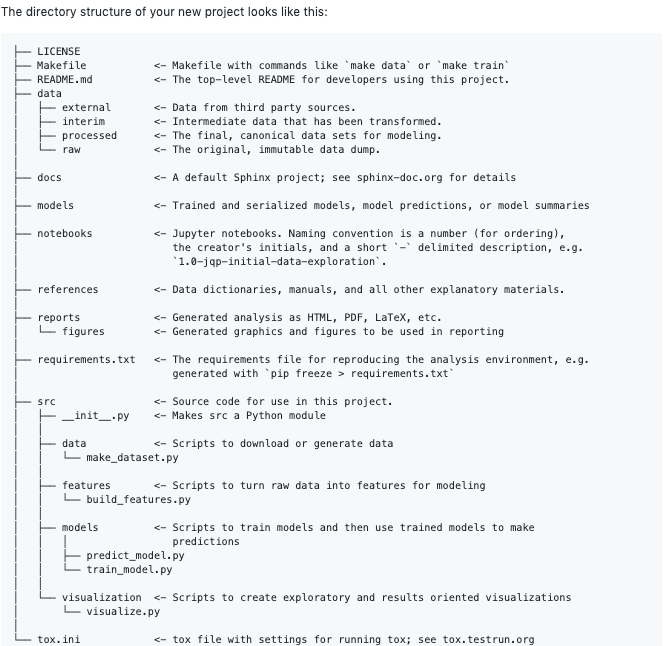 The directory structure of your new project looks like this:
├── LICENSE
├── Makefile           <- Makefile with commands like `make data` or `make train`
├── README.md          <- The top-level README for developers using this project.
├── data
│   ├── external       <- Data from third party sources.
│   ├── interim        <- Intermediate data that has been transformed.
│   ├── processed      <- The final, canonical data sets for modeling.
│   └── raw            <- The original, immutable data dump.
│
├── docs               <- A default Sphinx project; see sphinx-doc.org for details
│
├── models             <- Trained and serialized models, model predictions, or model summaries
│
├── notebooks          <- Jupyter notebooks. Naming convention is a number (for ordering),
│                         the creator's initials, and a short `-` delimited description, e.g.
│                         `1.0-jqp-initial-data-exploration`.
│
├── references         <- Data dictionaries, manuals, and all other explanatory materials.
│
├── reports            <- Generated analysis as HTML, PDF, LaTeX, etc.
│   └── figures        <- Generated graphics and figures to be used in reporting
│
├── requirements.txt   <- The requirements file for reproducing the analysis environment, e.g.
│                         generated with `pip freeze > requirements.txt`
│
├── src                <- Source code for use in this project.
│   ├── __init__.py    <- Makes src a Python module
│   │
│   ├── data           <- Scripts to download or generate data
│   │   └── make_dataset.py
│   │
│   ├── features       <- Scripts to turn raw data into features for modeling
│   │   └── build_features.py
│   │
│   ├── models         <- Scripts to train models and then use trained models to make
│   │   │                 predictions
│   │   ├── predict_model.py
│   │   └── train_model.py
│   │
│   └── visualization  <- Scripts to create exploratory and results oriented visualizations
│       └── visualize.py
│
└── tox.ini            <- tox file with settings for running tox; see tox.testrun.org